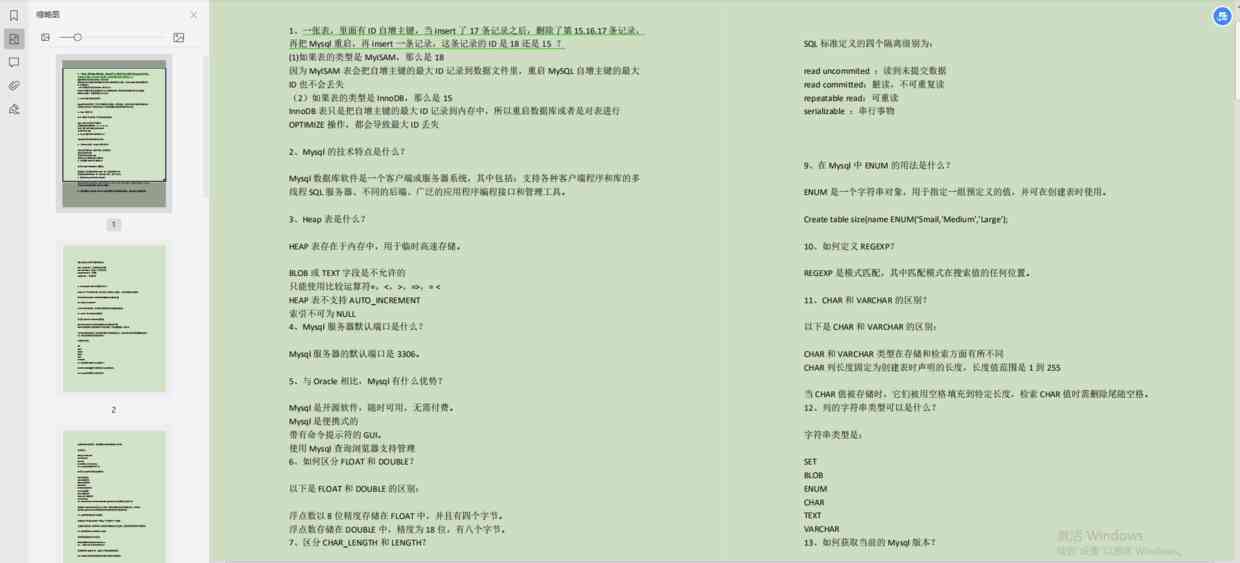 缩略图
1
2
1、一张表，里面有 ID 自增主键，当 insert 了 17 条记录之后，删除了第 15,16,17 条记录，
再把 Mysql 重启，再 insert 一条记录，这条记录的 ID 是 18 还是 15 ？
(1)如果表的类型是 MyISAM，那么是 18
因为 MyISAM 表会把自增主键的最大 ID 记录到数据文件里，重启 MySQL 自增主键的最大
ID 也不会丢失
（2）如果表的类型是 InnoDB，那么是 15
InnoDB 表只是把自增主键的最大 ID 记录到内存中，所以重启数据库或者是对表进行
OPTIMIZE 操作，都会导致最大 ID 丢失
2、Mysql 的技术特点是什么？
Mysql 数据库软件是一个客户端或服务器系统，其中包括：支持各种客户端程序和库的多
线程 SQL 服务器、不同的后端、广泛的应用程序编程接口和管理工具。
3、Heap 表是什么？
HEAP 表存在于内存中，用于临时高速存储。
BLOB 或 TEXT 字段是不允许的
只能使用比较运算符=，<，>，=>，= <
HEAP 表不支持 AUTO_INCREMENT
索引不可为 NULL
4、Mysql 服务器默认端口是什么？
Mysql 服务器的默认端口是 3306。
5、与 Oracle 相比，Mysql 有什么优势？
Mysql 是开源软件，随时可用，无需付费。
Mysql 是便携式的
带有命令提示符的 GUI。
使用 Mysql 查询浏览器支持管理
6、如何区分 FLOAT 和 DOUBLE？
以下是 FLOAT 和 DOUBLE 的区别：
浮点数以 8 位精度存储在 FLOAT 中，并且有四个字节。
浮点数存储在 DOUBLE 中，精度为 18 位，有八个字节。
7、区分 CHAR_LENGTH 和 LENGTH？
SQL 标准定义的四个隔离级别为：
read uncommited ：读到未提交数据
read committed：脏读，不可重复读
repeatable read：可重读
serializable ：串行事物
9、在 Mysql 中 ENUM 的用法是什么？
ENUM 是一个字符串对象，用于指定一组预定义的值，并可在创建表时使用。
Create table size(name ENUM('Small,'Medium','Large');
10、如何定义 REGEXP？
REGEXP 是模式匹配，其中匹配模式在搜索值的任何位置。
11、CHAR 和 VARCHAR 的区别？
以下是 CHAR 和 VARCHAR 的区别：
CHAR 和 VARCHAR 类型在存储和检索方面有所不同
CHAR 列长度固定为创建表时声明的长度，长度值范围是 1 到 255
当 CHAR 值被存储时，它们被用空格填充到特定长度，检索 CHAR 值时需删除尾随空格。
12、列的字符串类型可以是什么？
字符串类型是：
SET
BLOB
ENUM
CHAR
TEXT
VARCHAR
13、如何获取当前的 Mysql 版本？
激活 Windows
转到"设置"以激活 Windows。